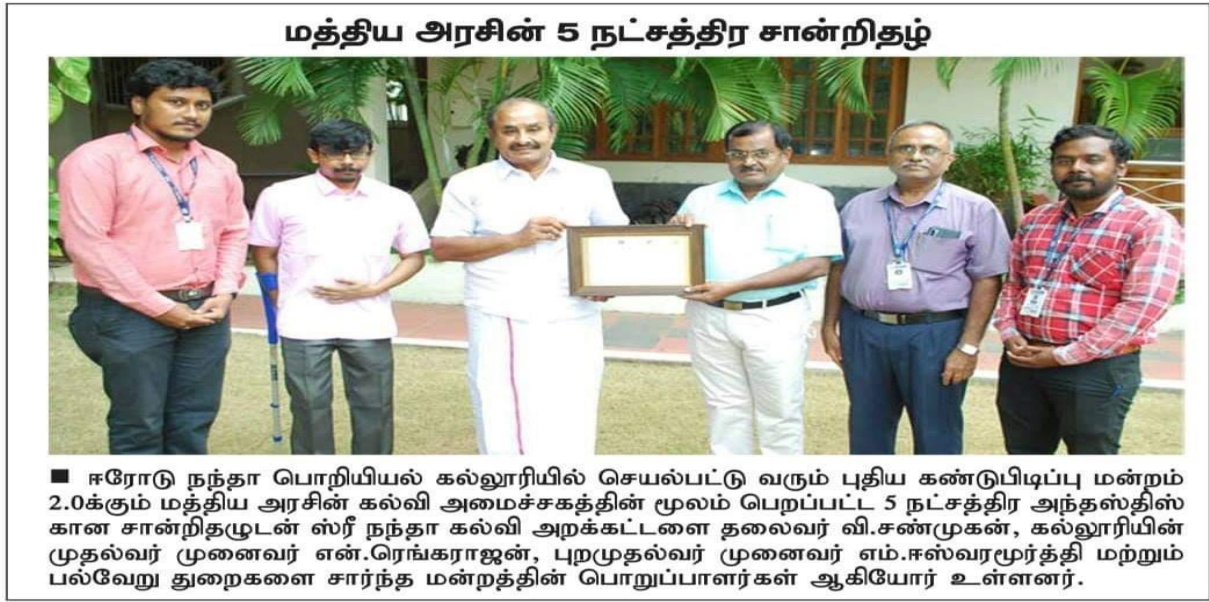 மத்திய அரசின் 5 நட்சத்திர சான்றிதழ்
■ ஈரோடு நந்தா பொறியியல் கல்லூரியில் செயல்பட்டு வரும் புதிய கண்டுபிடிப்பு மன்றம்
2.0க்கும் மத்திய அரசின் கல்வி அமைச்சகத்தின் மூலம் பெறப்பட்ட 5 நட்சத்திர அந்தஸ்திஸ்
கான சான்றிதழுடன் ஸ்ரீ நந்தா கல்வி அறக்கட்டளை தலைவர் வி.சண்முகன், கல்லூரியின்
முதல்வர் முனைவர் என்.ரெங்கராஜன், புறமுதல்வர் முனைவர் எம்.ஈஸ்வரமூர்த்தி மற்றும்
பல்வேறு துறைகளை சார்ந்த மன்றத்தின் பொறுப்பாளர்கள் ஆகியோர் உள்ளனர்.